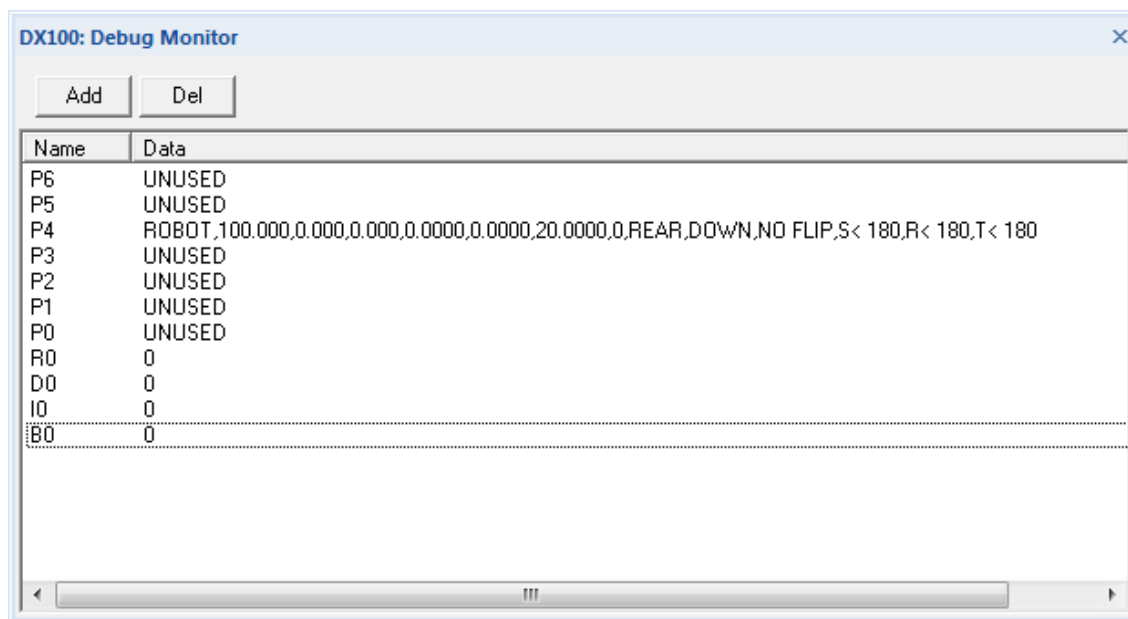 DX100: Debug Monitor
Add Del
Name Data
P6 UNUSED
P5 UNUSED
P4 ROBOT,100.000,0.000,0.000,0.0000,0.0000,20.0000,0,REAR,DOWN,NO FLIP,S< 180,R< 180,T< 180
P3 UNUSED
P2 UNUSED
P1 UNUSED
P0 UNUSED
R0 0
D0 0
I0 0
B0 0